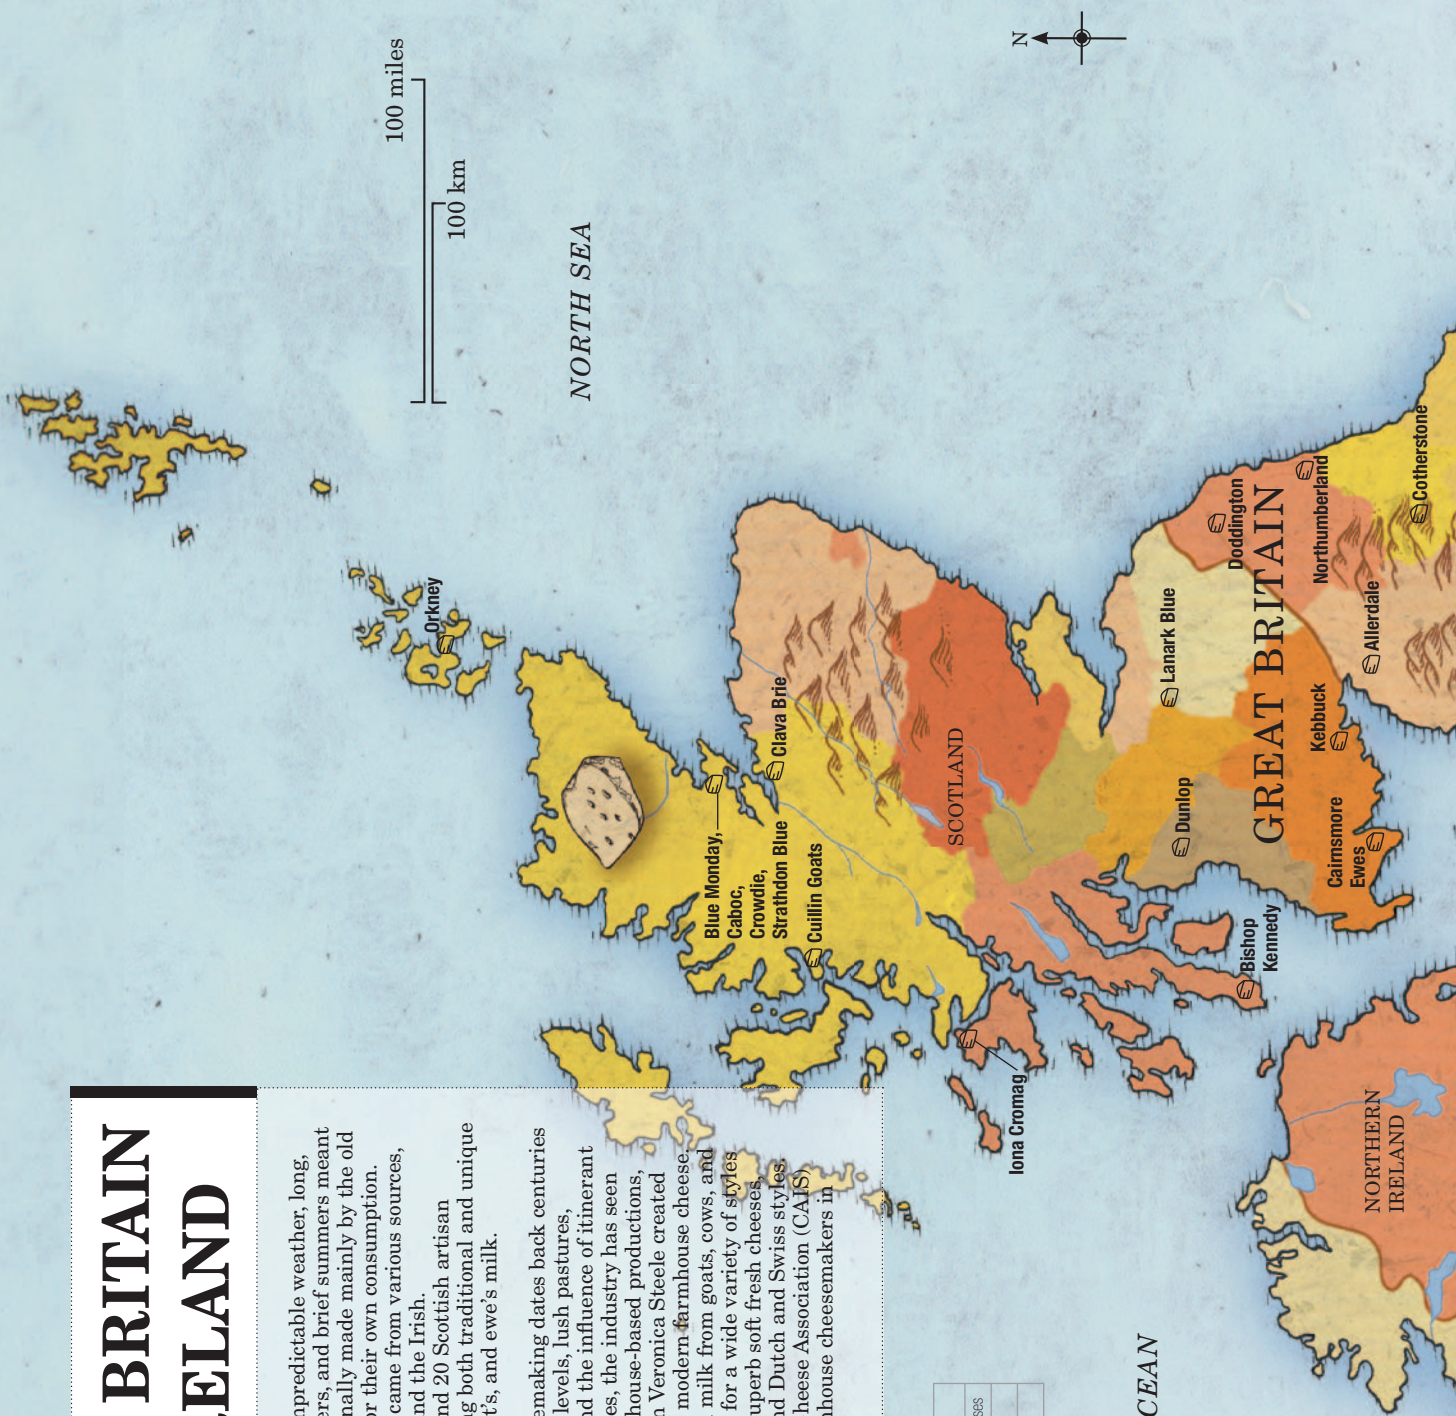 BRITAIN
ELAND
npredictable weather, long,
ers, and brief summers meant
nally made mainly by the old
or their own consumption.
came from various sources,
nd the Irish.
nd 20 Scottish artisan
ng both traditional and unique
t's, and ewe's milk.
emaking dates back centuries
levels, lush pastures,
nd the influence of itinerant
es, the industry has seen
house-based productions,
n Veronica Steele created
modern farmhouse cheese.
milk from goats, cows, and
for a wide variety of styles
uperb soft fresh cheeses,
nd Dutch and Swiss styles.
heese Association (CAIS)
nhouse cheesemakers in
ses
CEAN
100 miles
100 km
NORTH SEA
N
Orkney
Blue Monday,
Caboc,
Crowdie,
Strathdon Blue
Clava Brie
Cuillin Goats
SCOTLAND
Iona Cromag
Lanark Blue
Dunlop
Doddington
GREAT BRITAIN
Bishop
Kennedy
Northumberland
Kebbuck
Cairnsmore
Ewes
Allerdale
Cotherstone
NORTHERN
IRELAND